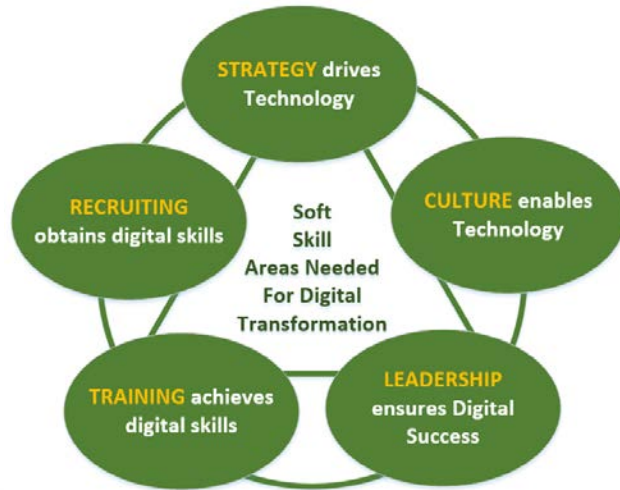 STRATEGY drives
Technology
CULTURE enables
Technology
LEADERSHIP
ensures Digital
Success
TRAINING achieves
digital skills
RECRUITING
obtains digital skills
Soft
Skill
Areas Needed
For Digital
Transformation